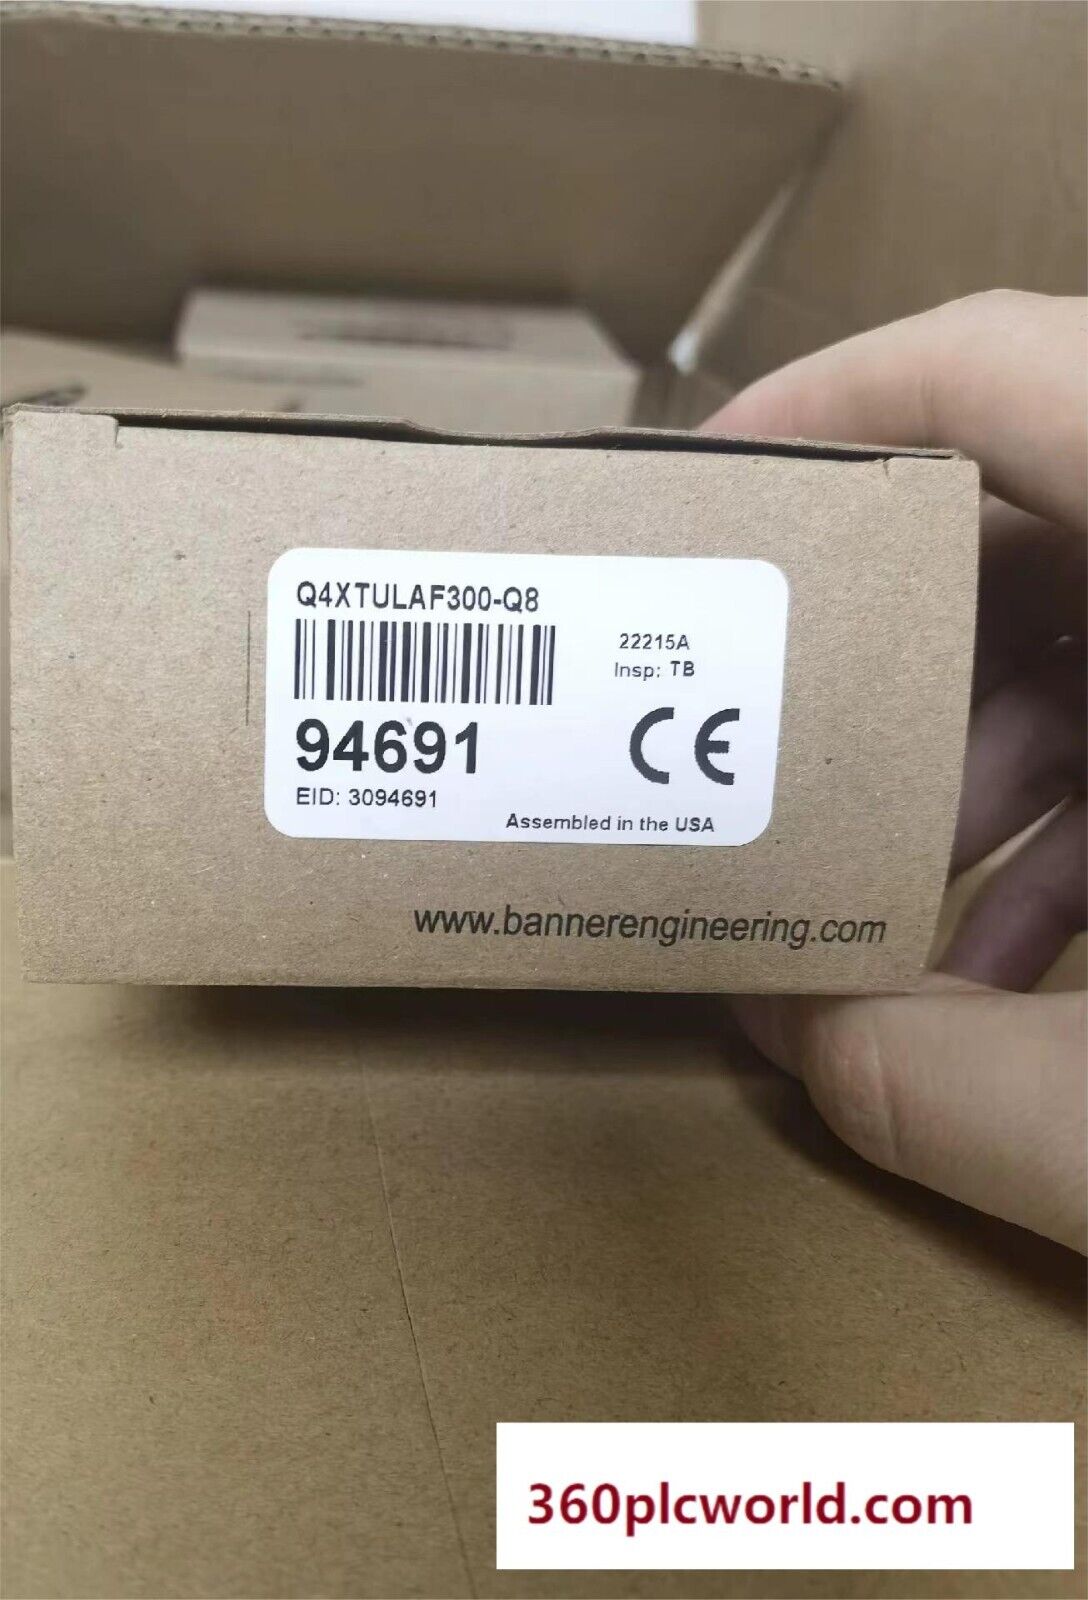 Q4XTULAF300-Q8
22215A
Insp: TB
94691
CE
EID: 3094691
Assembled in the USA
www.bannerengineering.com
360plcworld.com